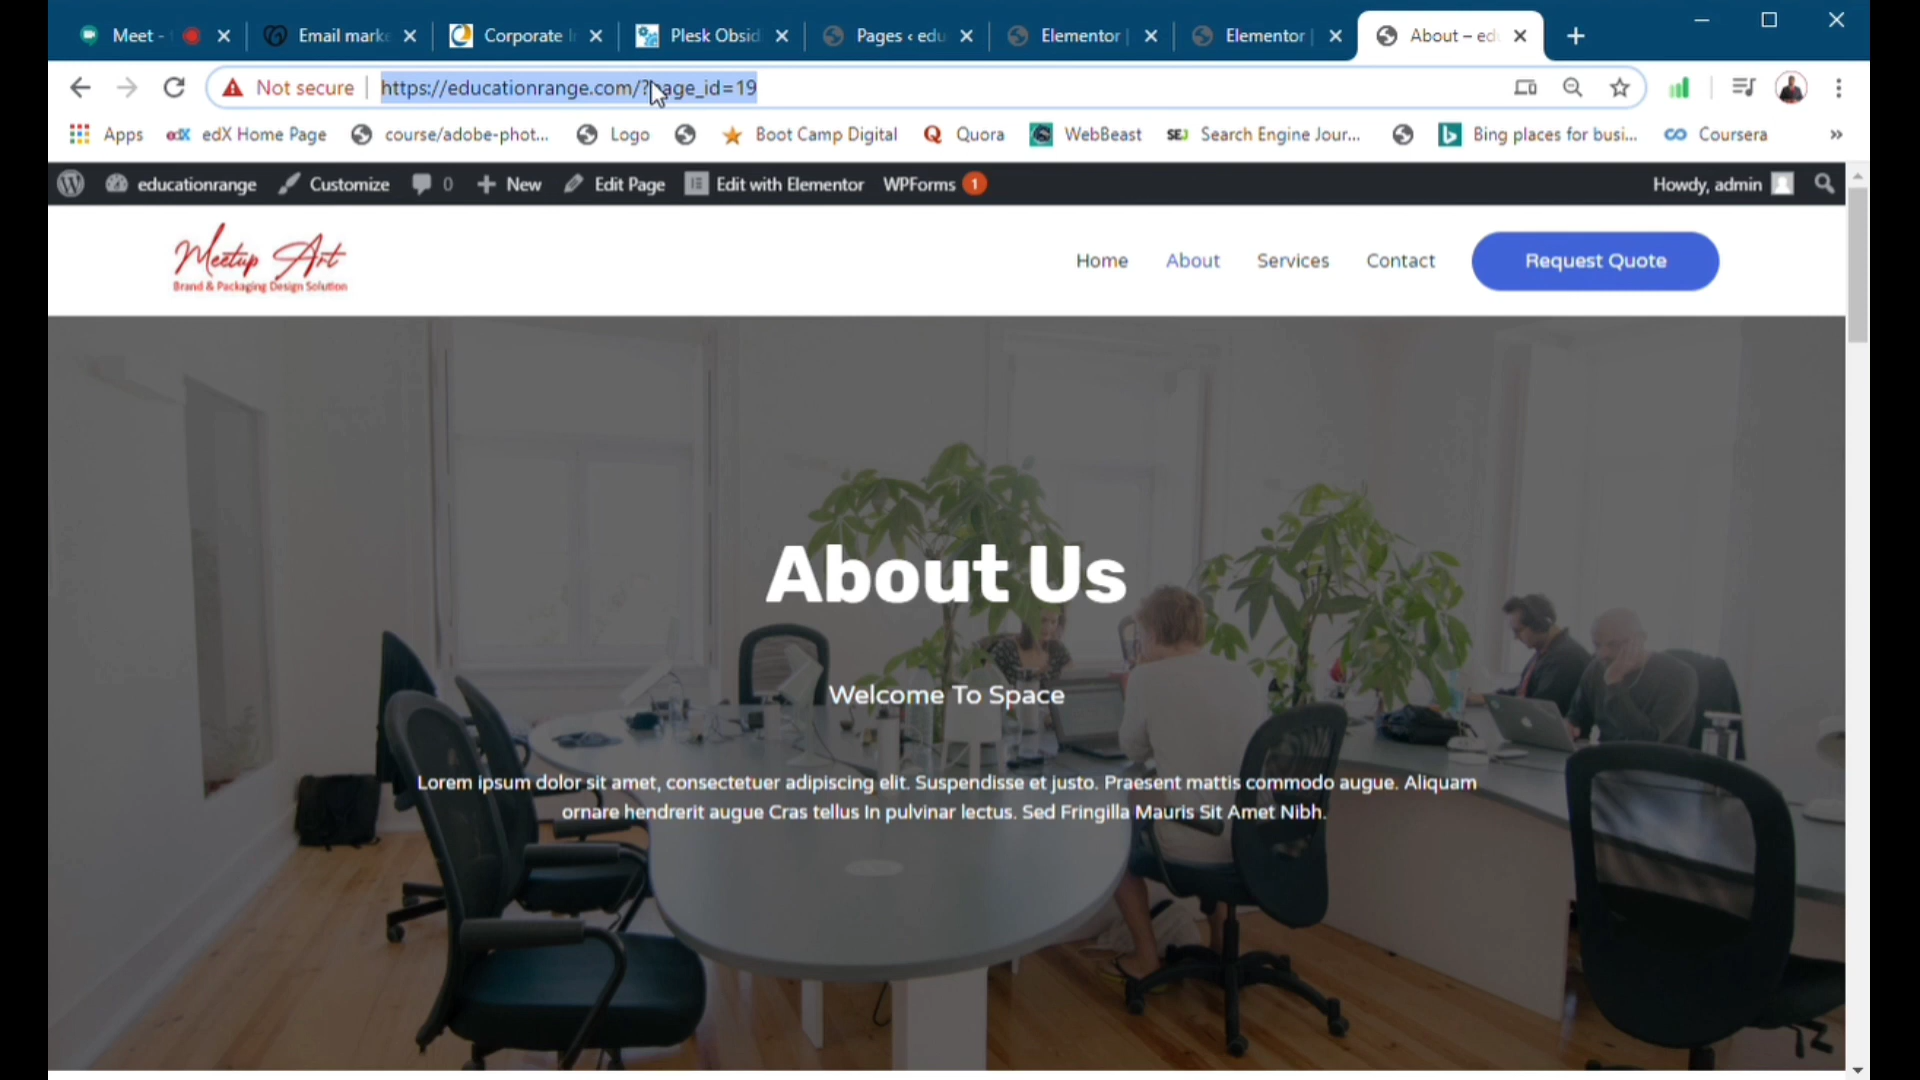 Meet -
Email mark
Corporate I
Plesk Obsid
Pages ‹ edu
Elementor |
Elementor |
About – edu
Not secure
https://educationrange.com/?page_id=19
Apps
edX
edX Home Page
course/adobe-phot...
Logo
Boot Camp Digital
Quora
WebBeast
SEJ
Search Engine Jour...
Bing places for busi...
Coursera
»
educationrange
Customize
0
New
Edit Page
Edit with Elementor
WPForms
1
Howdy, admin
Meetup Art
Brand & Packaging Design Solution
Home
About
Services
Contact
Request Quote
About Us
Welcome To Space
Lorem ipsum dolor sit amet, consectetuer adipiscing elit. Suspendisse et justo. Praesent mattis commodo augue. Aliquam
ornare hendrerit augue Cras tellus In pulvinar lectus. Sed Fringilla Mauris Sit Amet Nibh.